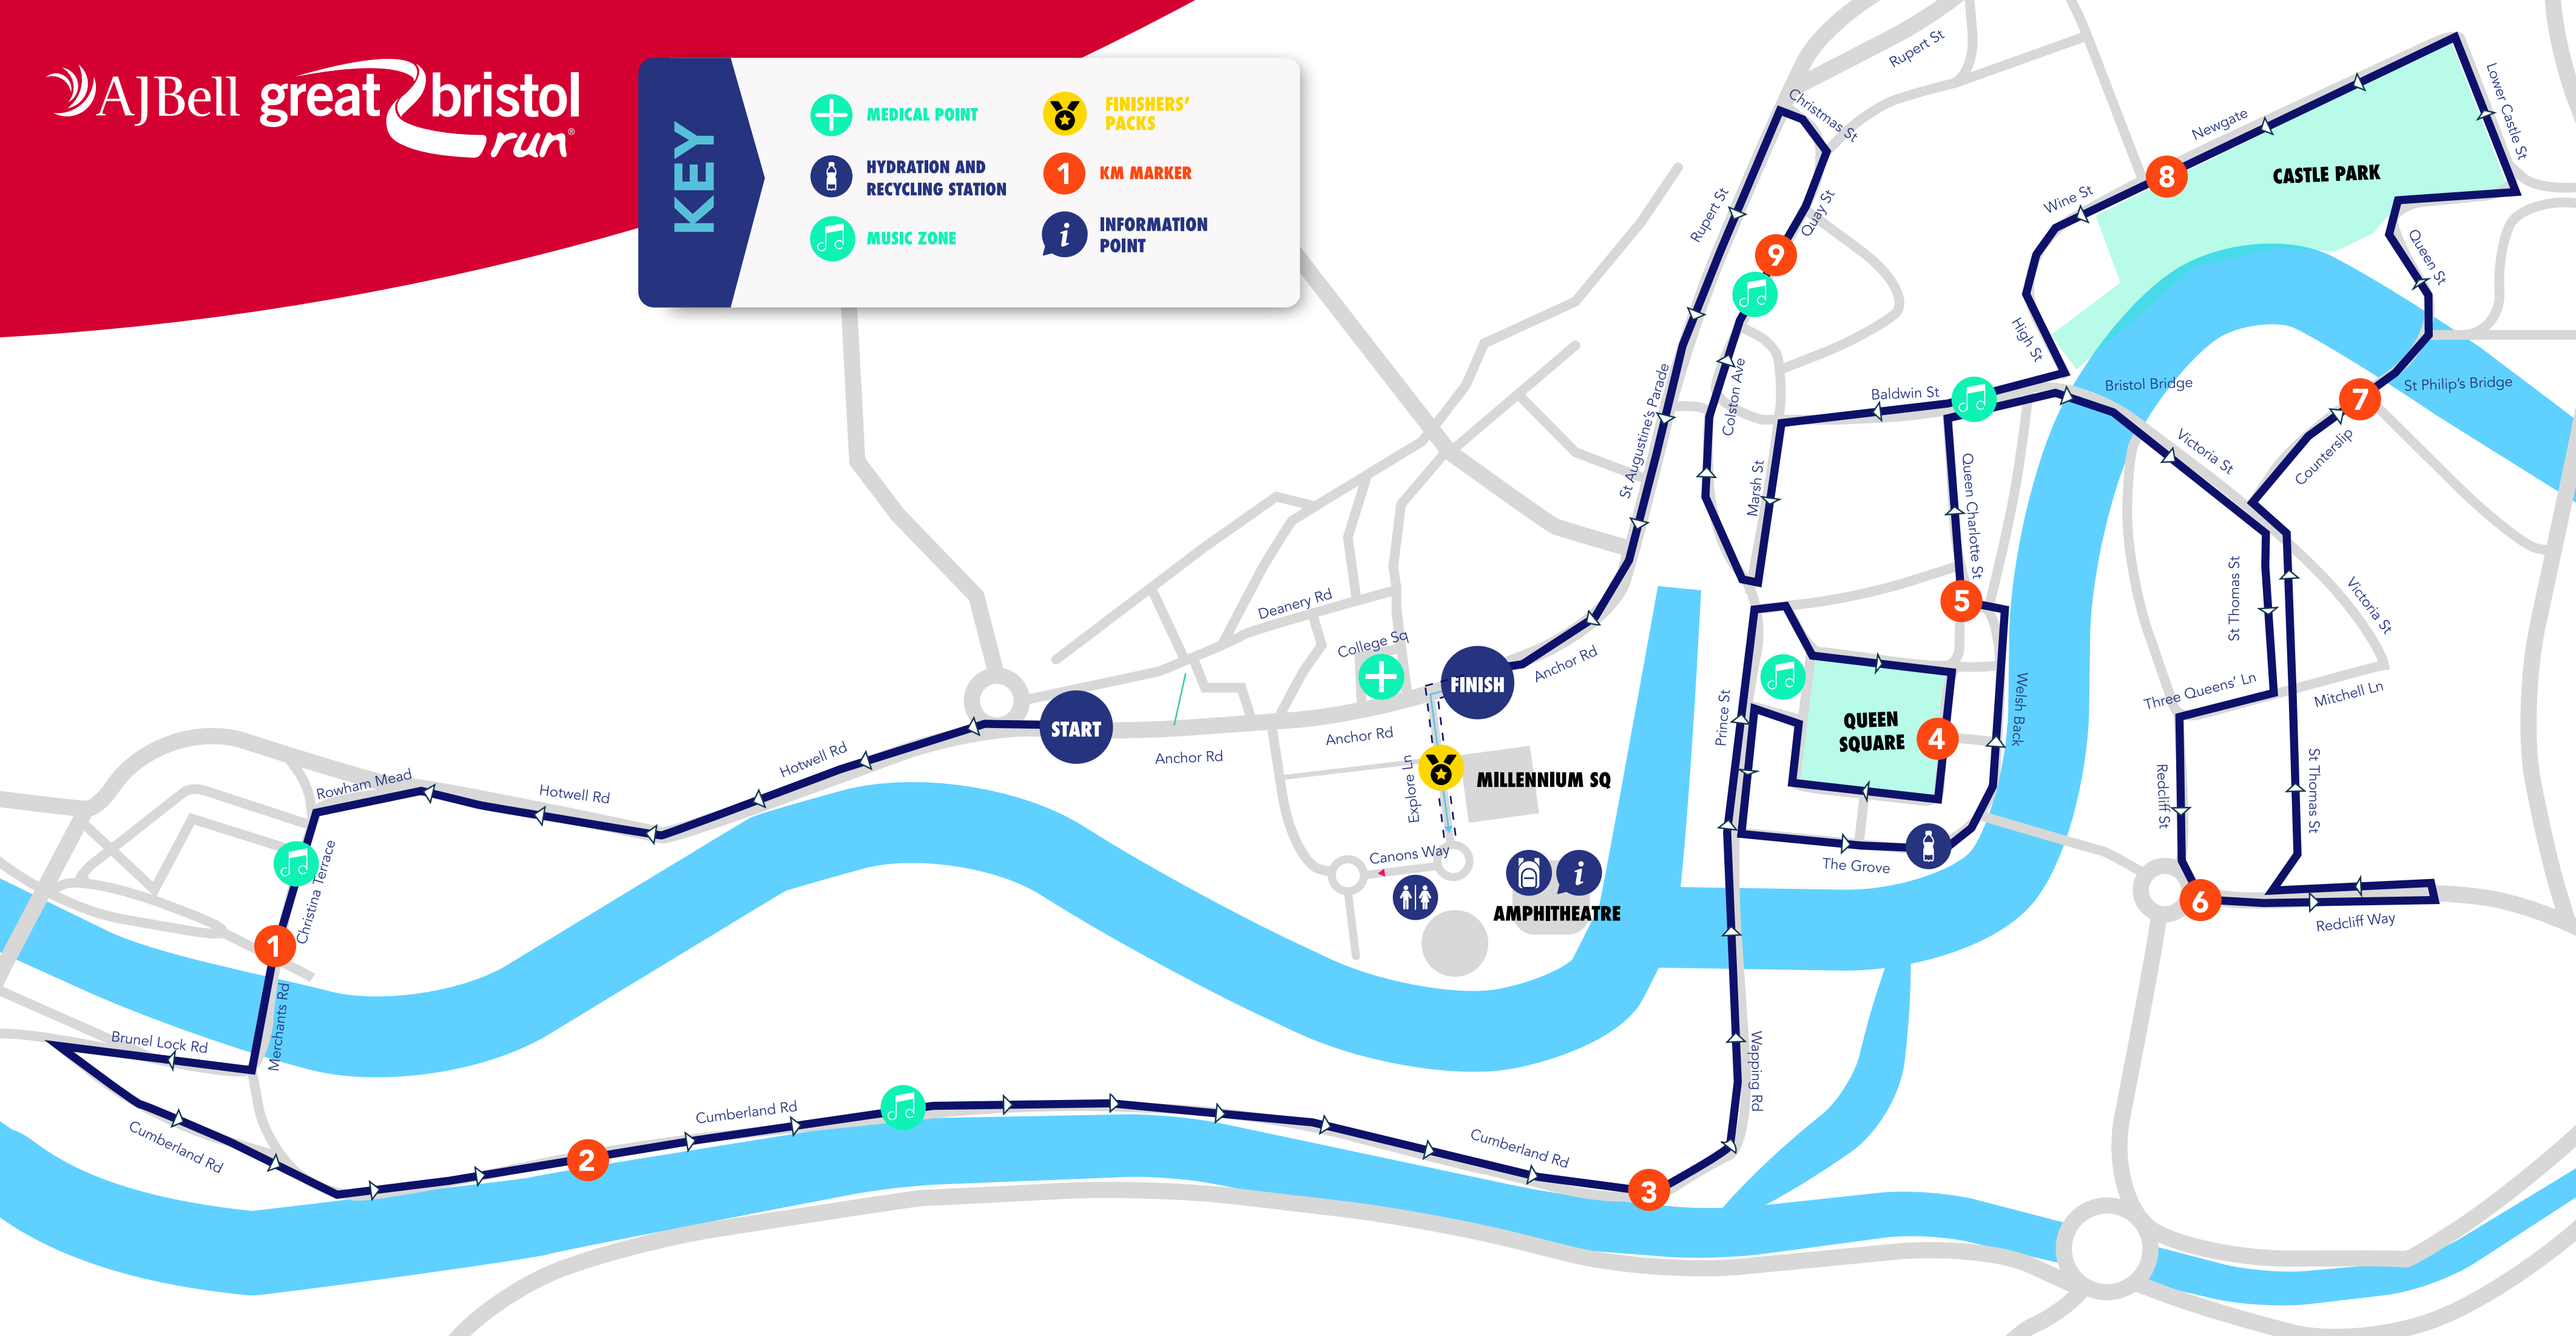 AJBell great bristol
run®
KEY
MEDICAL POINT
HYDRATION AND
RECYCLING STATION
MUSIC ZONE
FINISHERS'
PACKS
1
KM MARKER
i
INFORMATION
POINT
Rupert St
Christmas St
Rupert St
Quay St
9
Colston Ave
St Augustine's Parade
Newgate
Lower Castle St
8
CASTLE PARK
Wine St
Queen St
High St
Baldwin St
Bristol Bridge
7
St Philip's Bridge
Victoria St
Counterslip
Marsh St
Queen Charlotte St
5
St Thomas St
Victoria St
Deanery Rd
College Sq
FINISH
Anchor Rd
START
Anchor Rd
Anchor Rd
Explore Ln
MILLENNIUM SQ
Canons Way
i
AMPHITHEATRE
Prince St
QUEEN
SQUARE
4
Welsh Back
The Grove
Three Queens' Ln
Mitchell Ln
Redcliff St
St Thomas St
6
Redcliff Way
Hotwell Rd
Hotwell Rd
Rowham Mead
Christina Terrace
1
Merchants Rd
Brunel Lock Rd
Cumberland Rd
2
Cumberland Rd
Cumberland Rd
3
Wapping Rd